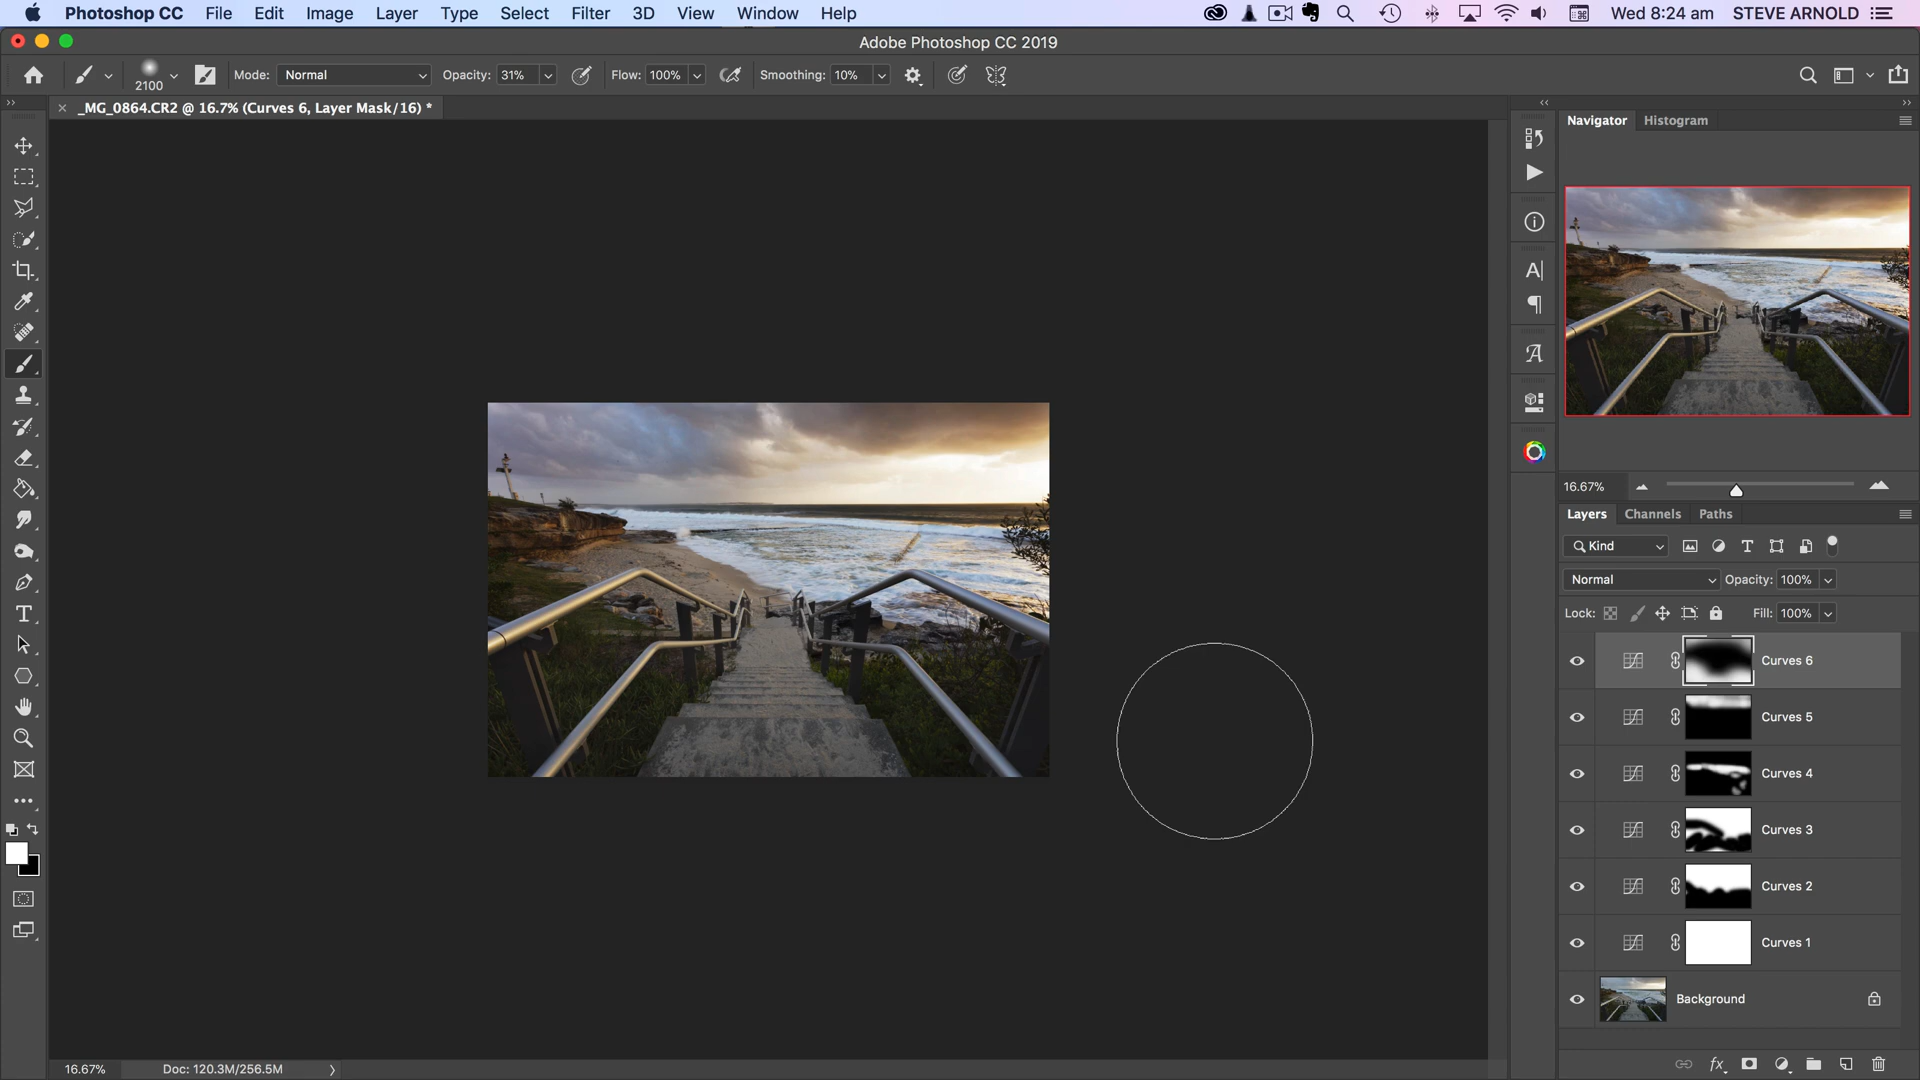 Photoshop CC File Edit Image Layer Type Select Filter 3D View Window Help Wed 8:24 am STEVE ARNOLD
Adobe Photoshop CC 2019
2100 Mode: Normal Opacity: 31% Flow: 100% Smoothing: 10%
_MG_0864.CR2 @ 16.7% (Curves 6, Layer Mask/16) *
Navigator Histogram
16.67%
Layers Channels Paths
Kind
Normal Opacity: 100%
Lock: Fill: 100%
Curves 6
Curves 5
Curves 4
Curves 3
Curves 2
Curves 1
Background
16.67% Doc: 120.3M/256.5M